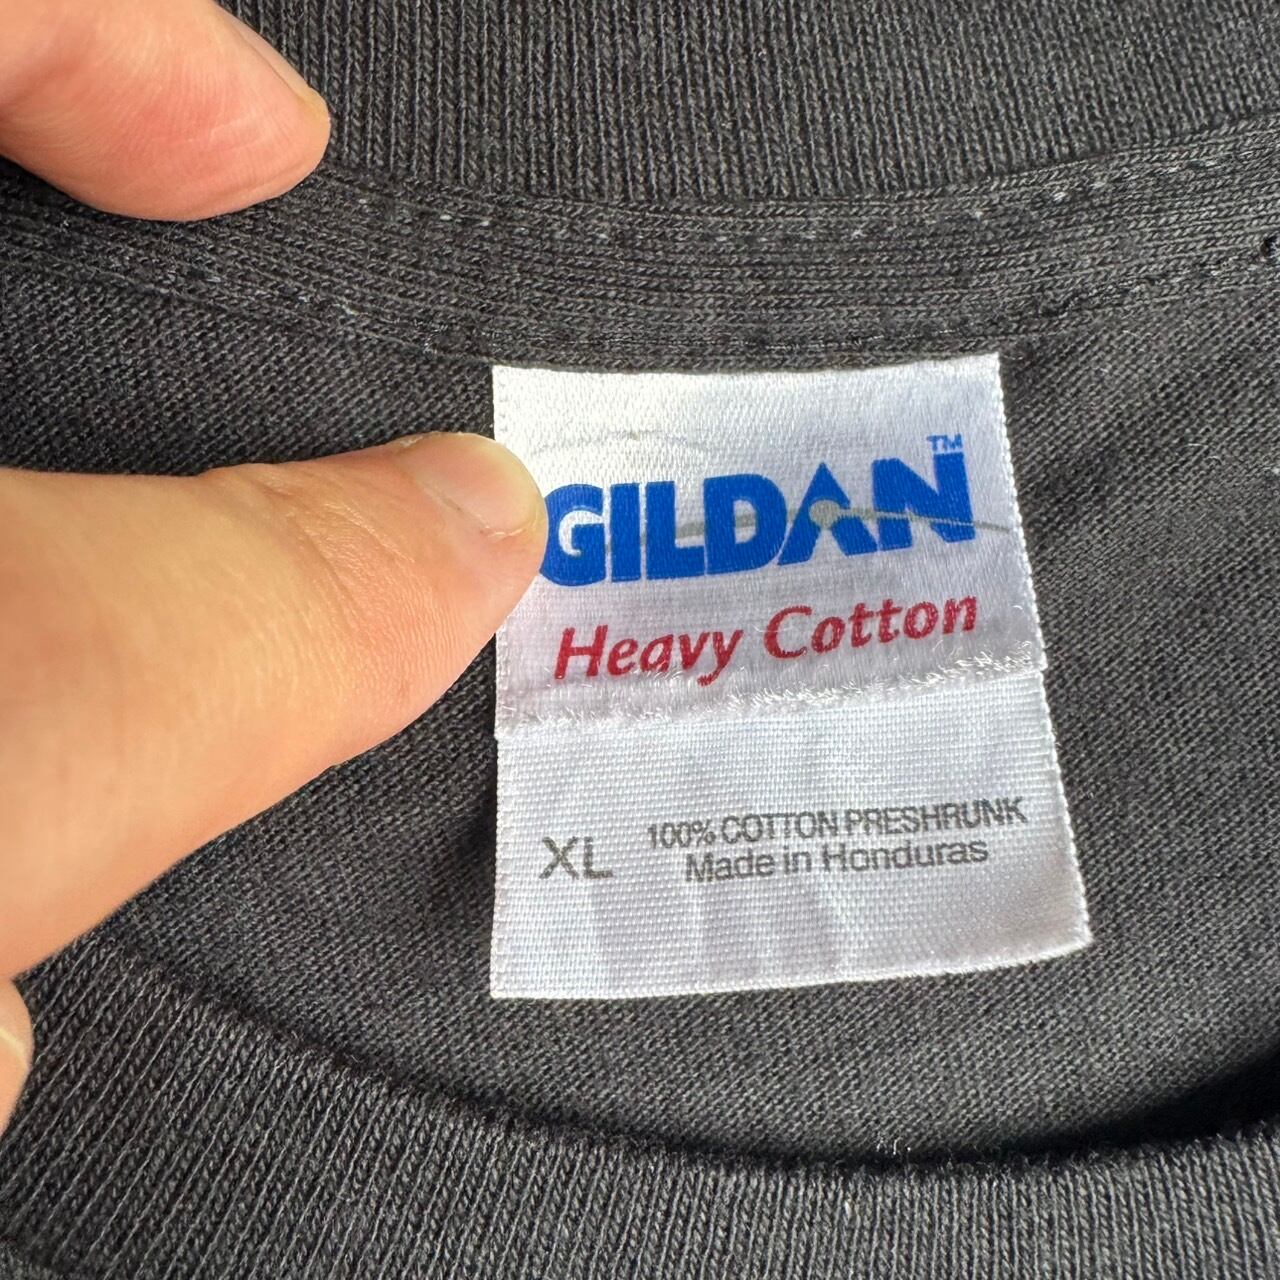 GILDAN™
Heavy Cotton
XL
100% COTTON PRESHRUNK
Made in Honduras